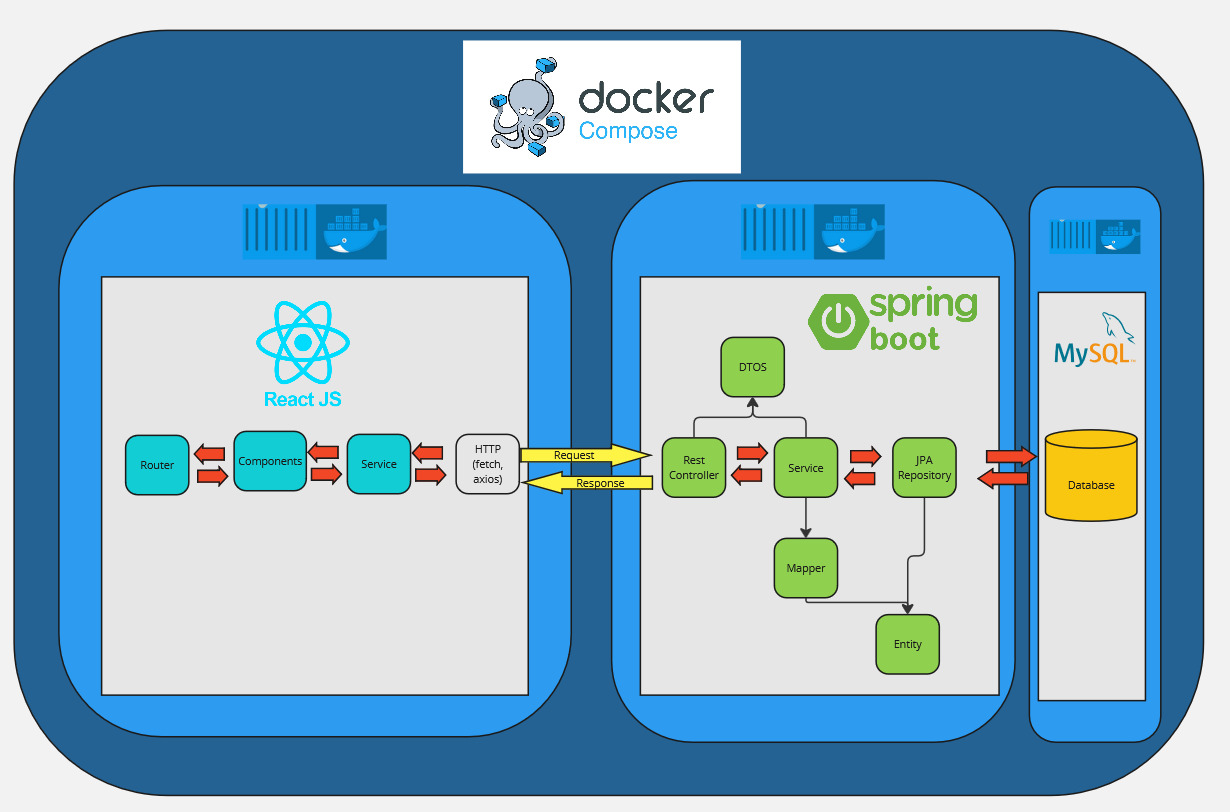 docker
Compose
React JS
Router
Components
Service
HTTP
(fetch,
axios)
Request
Response
spring
boot
DTOS
Rest
Controller
Service
JPA
Repository
Mapper
Entity
MySQL
Database